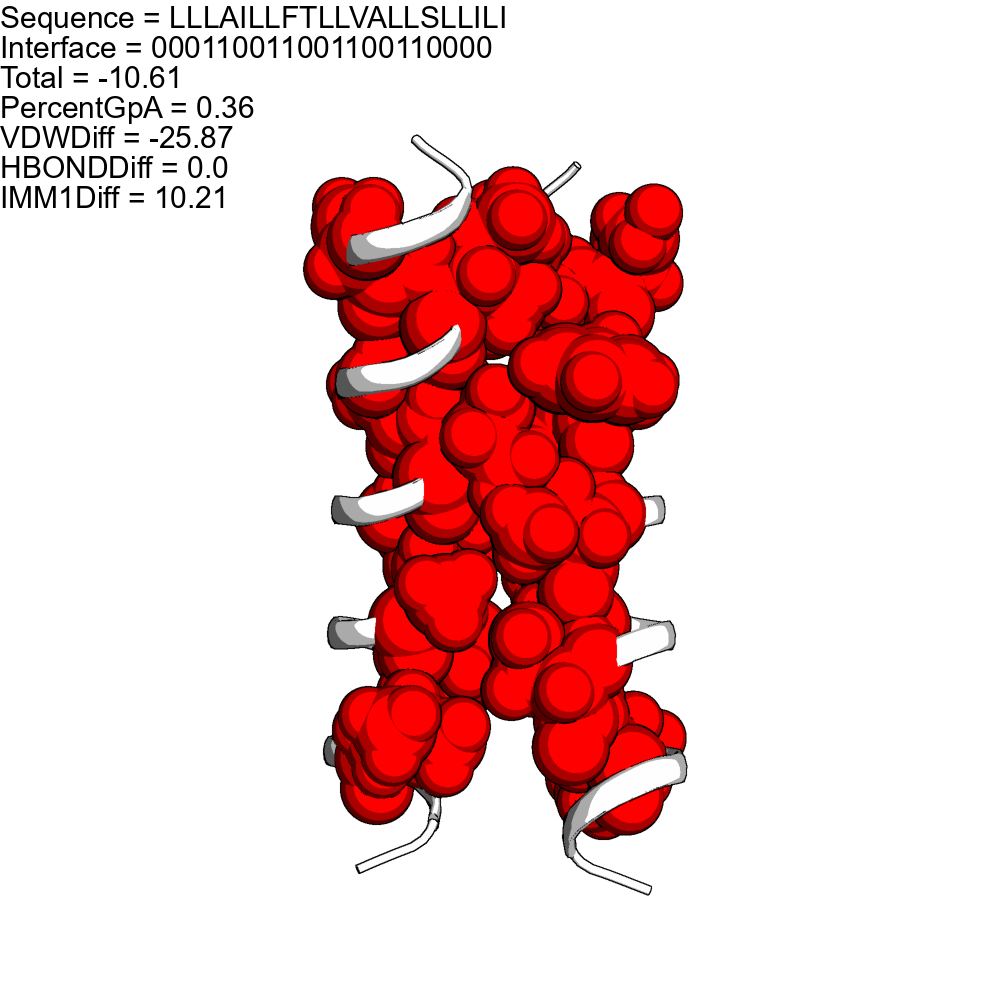 Sequence = LLLAILLFTLLVALLSLLILI
Interface = 000110011001100110000
Total = -10.61
PercentGpA = 0.36
VDWDiff = -25.87
HBONDDiff = 0.0
IMM1Diff = 10.21